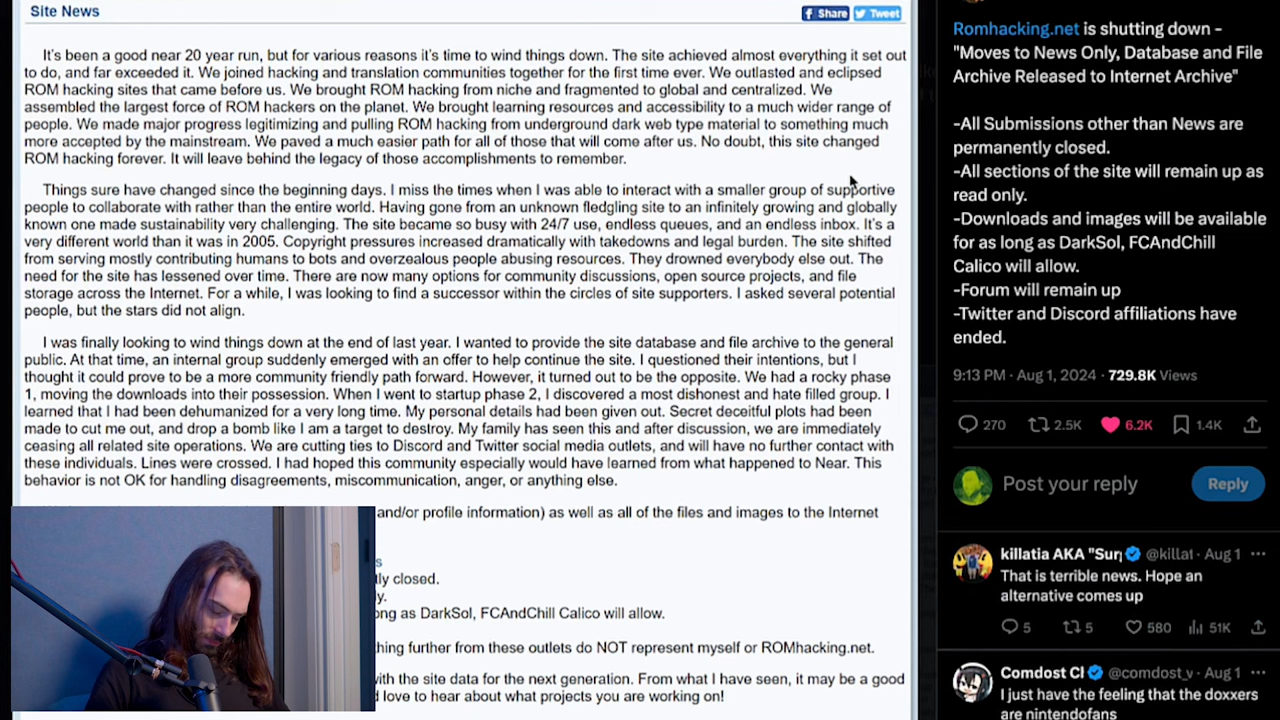 Site News
Share
Tweet
It's been a good near 20 year run, but for various reasons it's time to wind things down. The site achieved almost everything it set out
to do, and far exceeded it. We joined hacking and translation communities together for the first time ever. We outlasted and eclipsed
ROM hacking sites that came before us. We brought ROM hacking from niche and fragmented to global and centralized. We
assembled the largest force of ROM hackers on the planet. We brought learning resources and accessibility to a much wider range of
people. We made major progress legitimizing and pulling ROM hacking from underground dark web type material to something much
more accepted by the mainstream. We paved a much easier path for all of those that will come after us. No doubt, this site changed
ROM hacking forever. It will leave behind the legacy of those accomplishments to remember.
Things sure have changed since the beginning days. I miss the times when I was able to interact with a smaller group of supportive
people to collaborate with rather than the entire world. Having gone from an unknown fledgling site to an infinitely growing and globally
known one made sustainability very challenging. The site became so busy with 24/7 use, endless queues, and an endless inbox. It's a
very different world than it was in 2005. Copyright pressures increased dramatically with takedowns and legal burden. The site shifted
from serving mostly contributing humans to bots and overzealous people abusing resources. They drowned everybody else out. The
need for the site has lessened over time. There are now many options for community discussions, open source projects, and file
storage across the Internet. For a while, I was looking to find a successor within the circles of site supporters. I asked several potential
people, but the stars did not align.
I was finally looking to wind things down at the end of last year. I wanted to provide the site database and file archive to the general
public. At that time, an internal group suddenly emerged with an offer to help continue the site. I questioned their intentions, but I
thought it could prove to be a more community friendly path forward. However, it turned out to be the opposite. We had a rocky phase
1, moving the downloads into their possession. When I went to startup phase 2, I discovered a most dishonest and hate filled group. I
learned that I had been dehumanized for a very long time. My personal details had been given out. Secret deceitful plots had been
made to cut me out, and drop a bomb like I am a target to destroy. My family has seen this and after discussion, we are immediately
ceasing all related site operations. We are cutting ties to Discord and Twitter social media outlets, and will have no further contact with
these individuals. Lines were crossed. I had hoped this community especially would have learned from what happened to Near. This
behavior is not OK for handling disagreements, miscommunication, anger, or anything else.
and/or profile information) as well as all of the files and images to the Internet
s
tly closed.
y.
ong as DarkSol, FCAndChill Calico will allow.
thing further from these outlets do NOT represent myself or ROMhacking.net.
with the site data for the next generation. From what I have seen, it may be a good
d love to hear about what projects you are working on!
Romhacking.net is shutting down -
"Moves to News Only, Database and File
Archive Released to Internet Archive"
-All Submissions other than News are
permanently closed.
-All sections of the site will remain up as
read only.
-Downloads and images will be available
for as long as DarkSol, FCAndChill
Calico will allow.
-Forum will remain up
-Twitter and Discord affiliations have
ended.
9:13 PM · Aug 1, 2024 · 729.8K Views
270 2.5K 6.2K 1.4K
Post your reply
Reply
killatia AKA "Sur @killat · Aug 1 ···
That is terrible news. Hope an
alternative comes up
5 5 580 51K
Comdost Cl @comdost_v · Aug 1 ···
I just have the feeling that the doxxers
are nintendofans